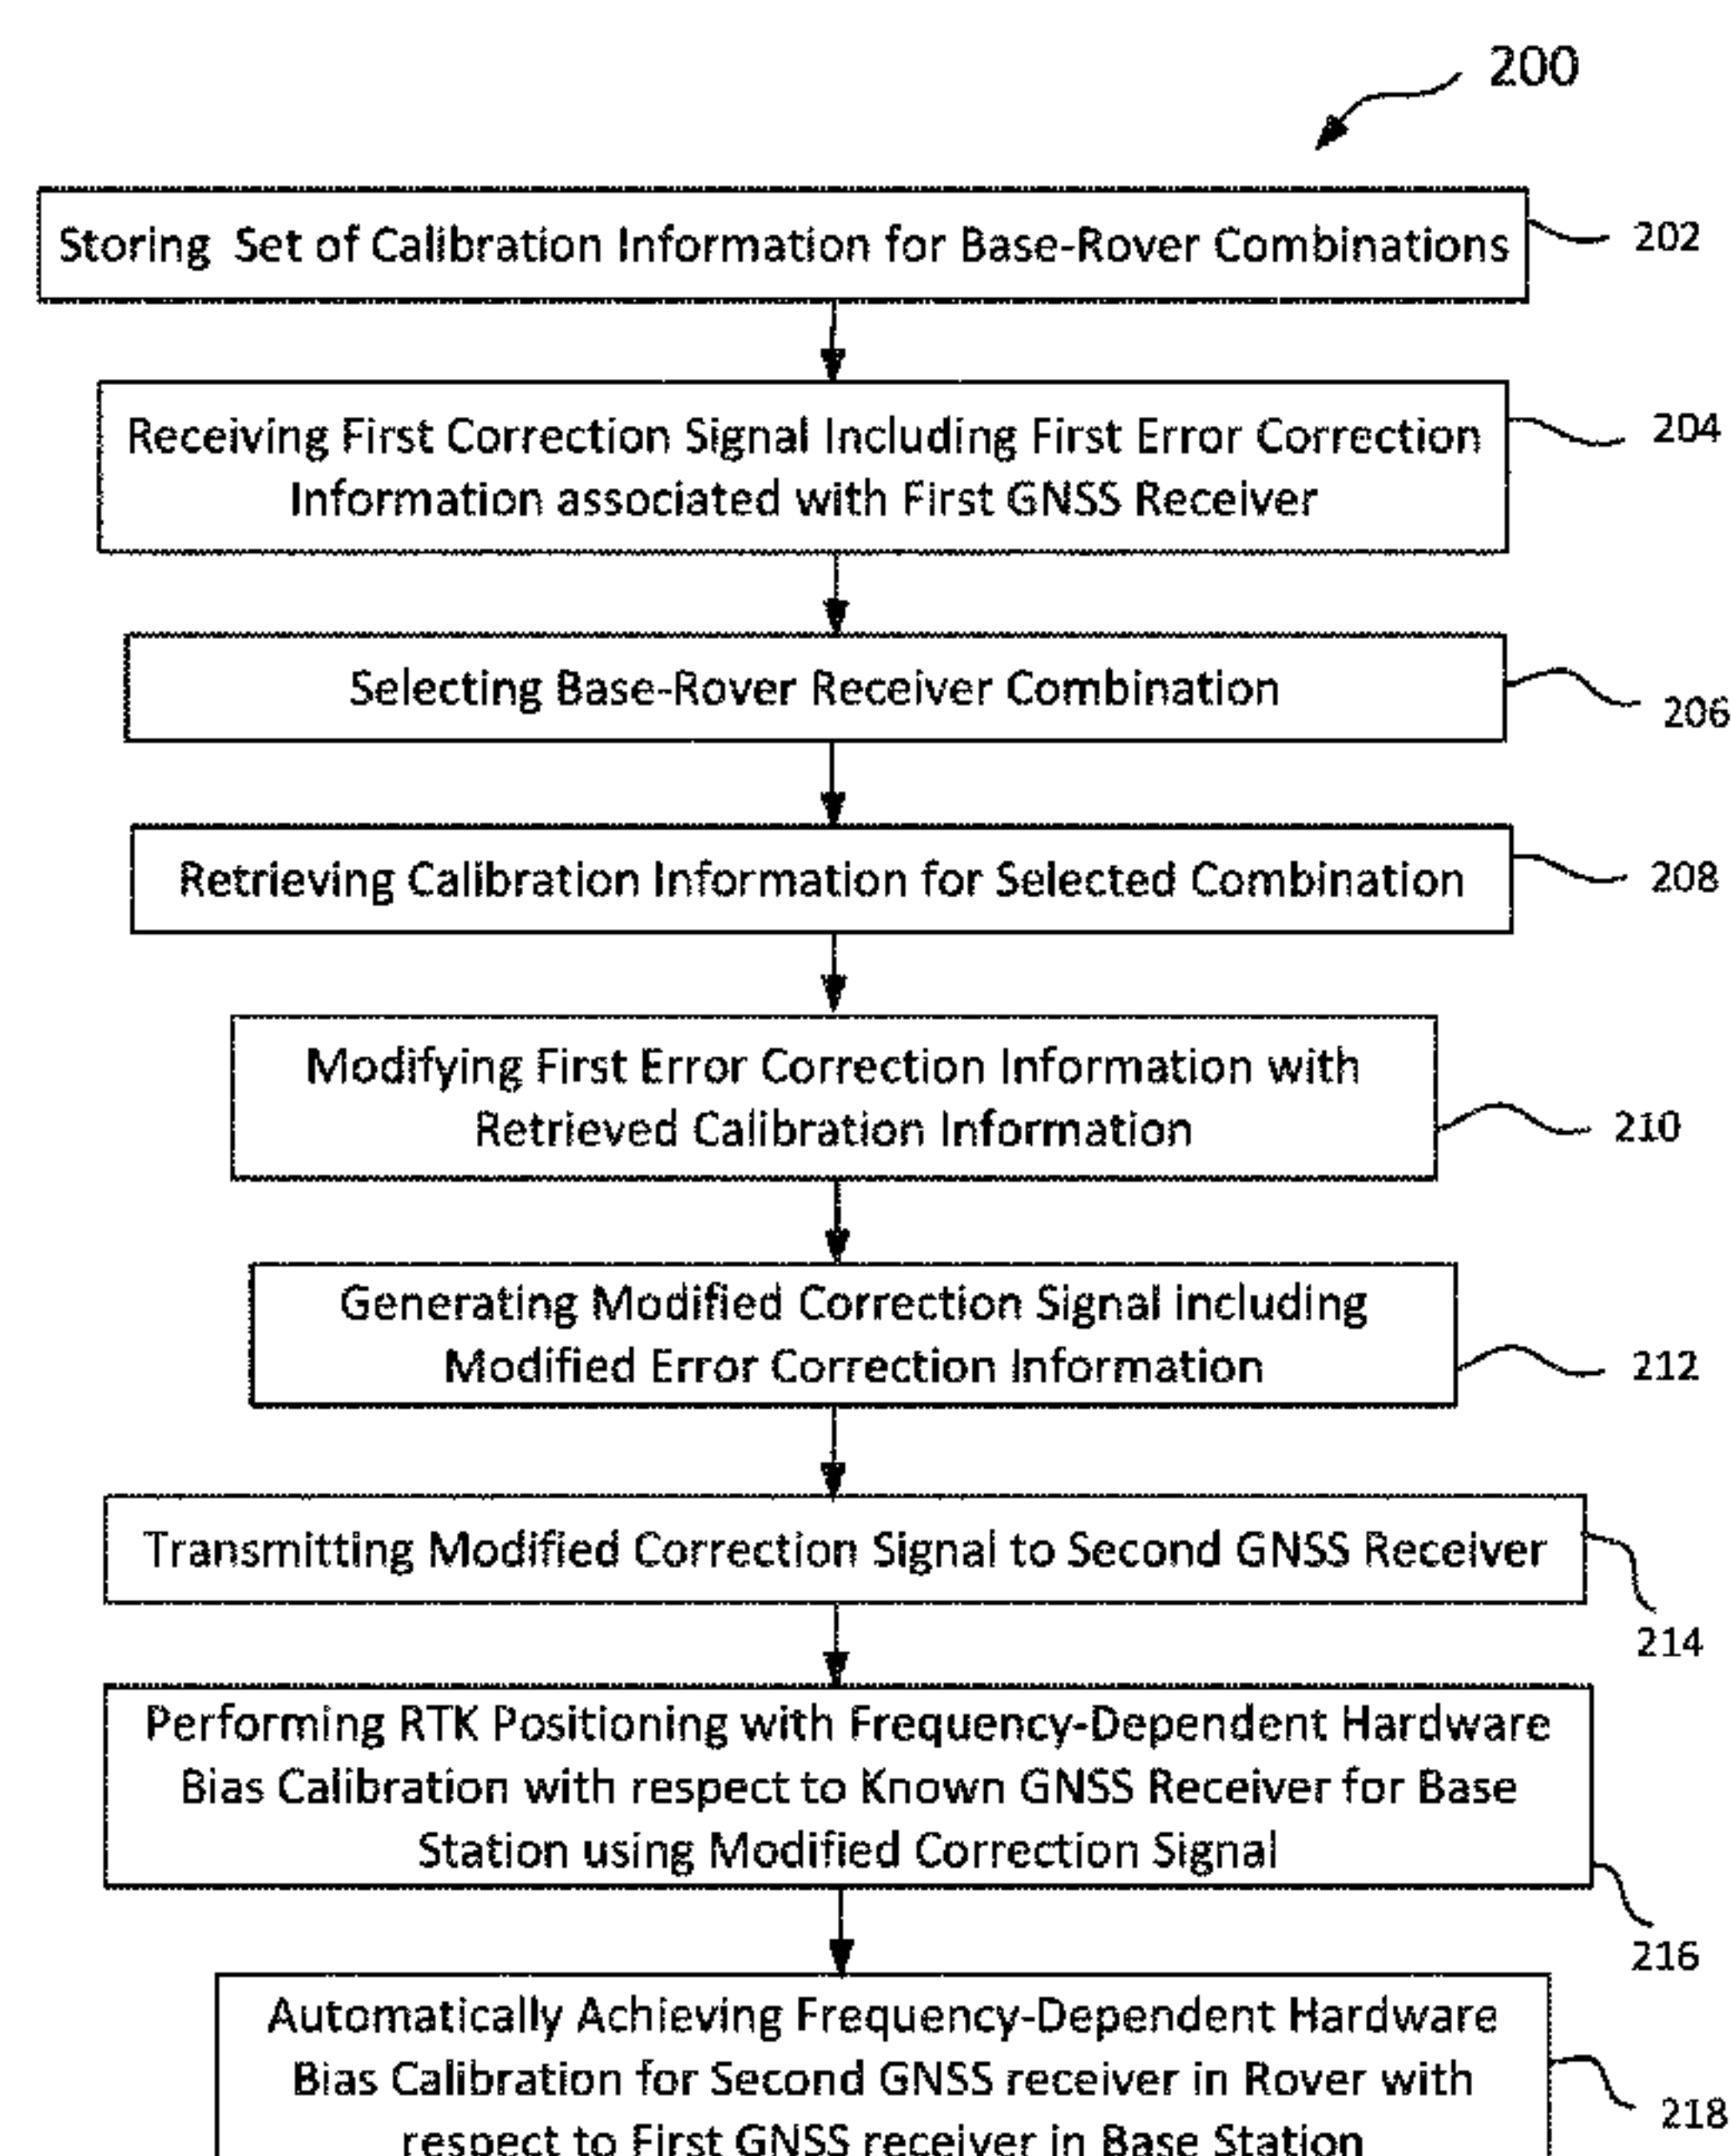 200
Storing Set of Calibration Information for Base-Rover Combinations
202
Receiving First Correction Signal Including First Error Correction
Information associated with First GNSS Receiver
204
Selecting Base-Rover Receiver Combination
206
Retrieving Calibration Information for Selected Combination
208
Modifying First Error Correction Information with
Retrieved Calibration Information
210
Generating Modified Correction Signal including
Modified Error Correction Information
212
Transmitting Modified Correction Signal to Second GNSS Receiver
214
Performing RTK Positioning with Frequency-Dependent Hardware
Bias Calibration with respect to Known GNSS Receiver for Base
Station using Modified Correction Signal
216
Automatically Achieving Frequency-Dependent Hardware
Bias Calibration for Second GNSS receiver in Rover with
respect to First GNSS receiver in Base Station
218